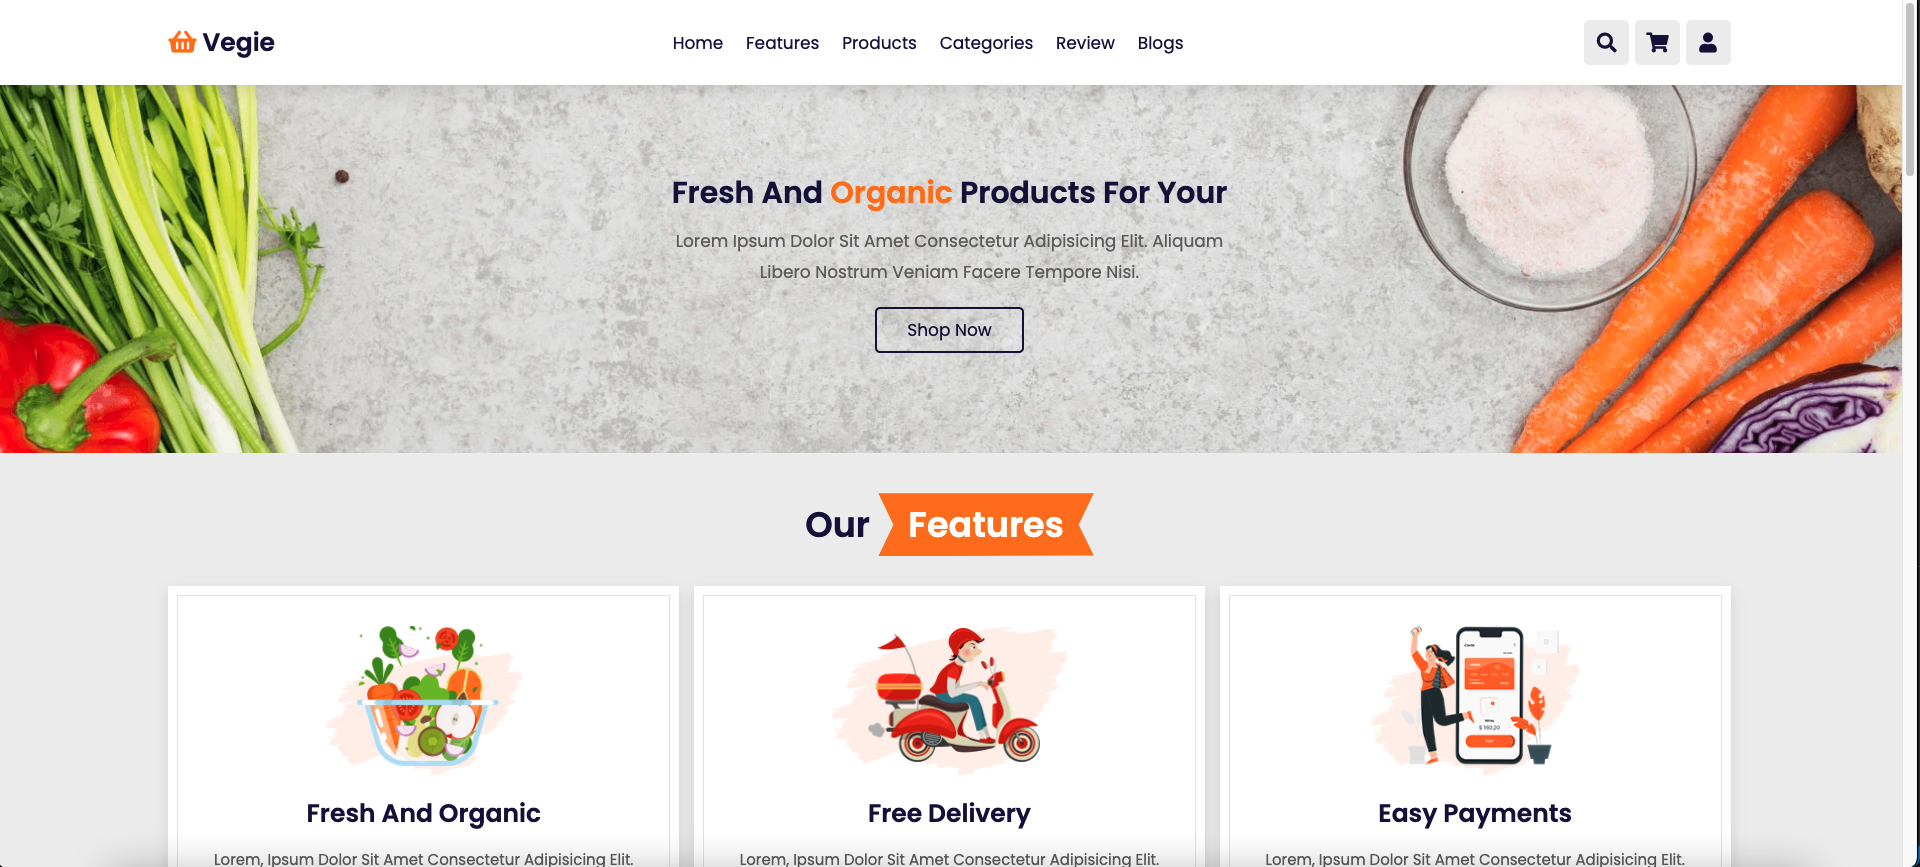 Vegie
Home Features Products Categories Review Blogs
Fresh And Organic Products For Your
Lorem Ipsum Dolor Sit Amet Consectetur Adipisicing Elit. Aliquam
Libero Nostrum Veniam Facere Tempore Nisi.
Shop Now
Our Features
Fresh And Organic
Lorem, Ipsum Dolor Sit Amet Consectetur Adipisicing Elit.
Free Delivery
Lorem, Ipsum Dolor Sit Amet Consectetur Adipisicing Elit.
Easy Payments
Lorem, Ipsum Dolor Sit Amet Consectetur Adipisicing Elit.